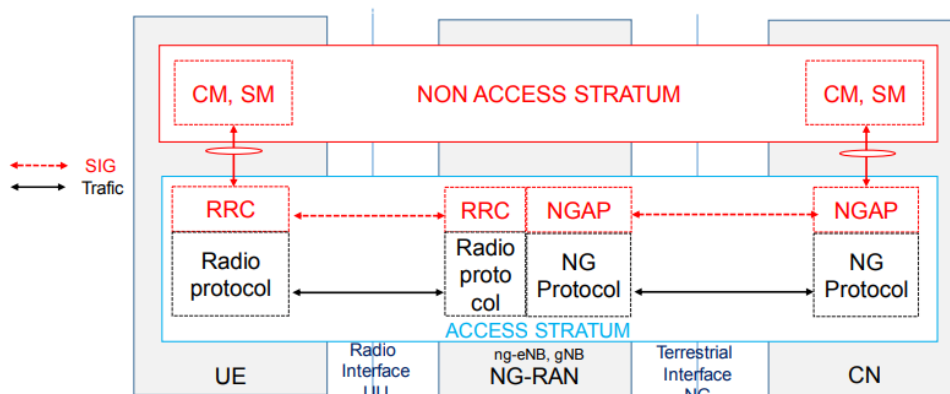 CM, SM
NON ACCESS STRATUM
CM, SM
SIG
Trafic
RRC
RRC
NGAP
NGAP
Radio
protocol
Radio
proto
col
NG
Protocol
NG
Protocol
ACCESS STRATUM
UE
Radio
Interface
ng-eNB, gNB
NG-RAN
Terrestrial
Interface
CN